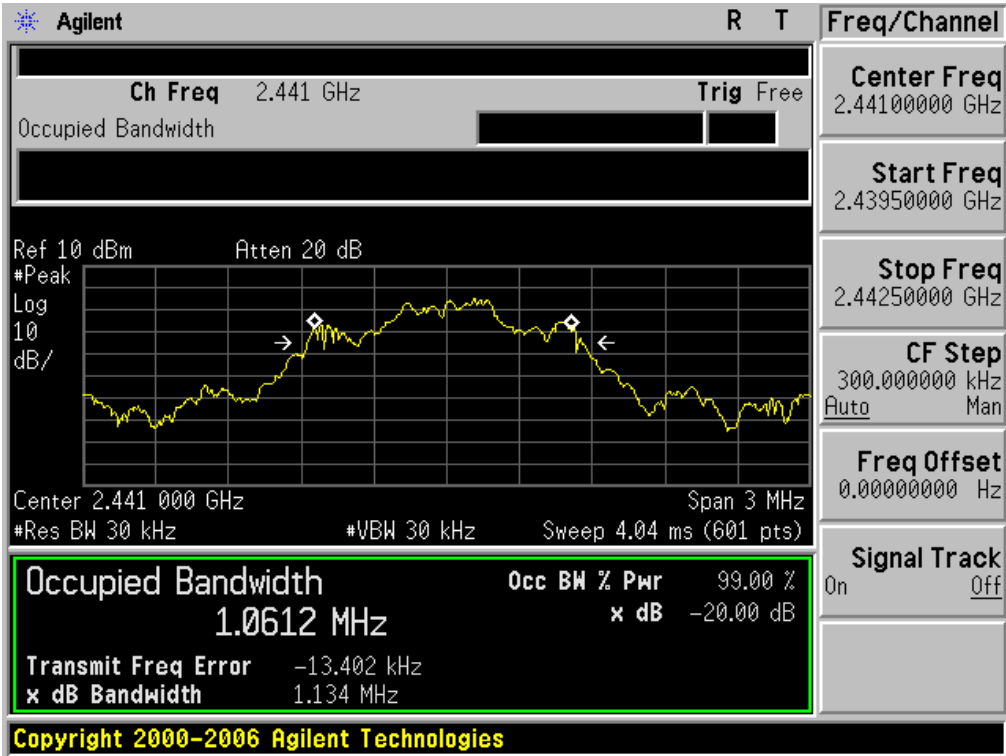 Agilent R T
Ch Freq 2.441 GHz Trig Free
Occupied Bandwidth
Ref 10 dBm Atten 20 dB
#Peak
Log
10
dB/
Center 2.441 000 GHz Span 3 MHz
#Res BW 30 kHz #VBW 30 kHz Sweep 4.04 ms (601 pts)
Occupied Bandwidth Occ BW % Pwr 99.00 %
1.0612 MHz x dB -20.00 dB
Transmit Freq Error -13.402 kHz
x dB Bandwidth 1.134 MHz
Copyright 2000-2006 Agilent Technologies
Freq/Channel
Center Freq
2.44100000 GHz
Start Freq
2.43950000 GHz
Stop Freq
2.44250000 GHz
CF Step
300.000000 kHz
Auto Man
Freq Offset
0.00000000 Hz
Signal Track
On Off